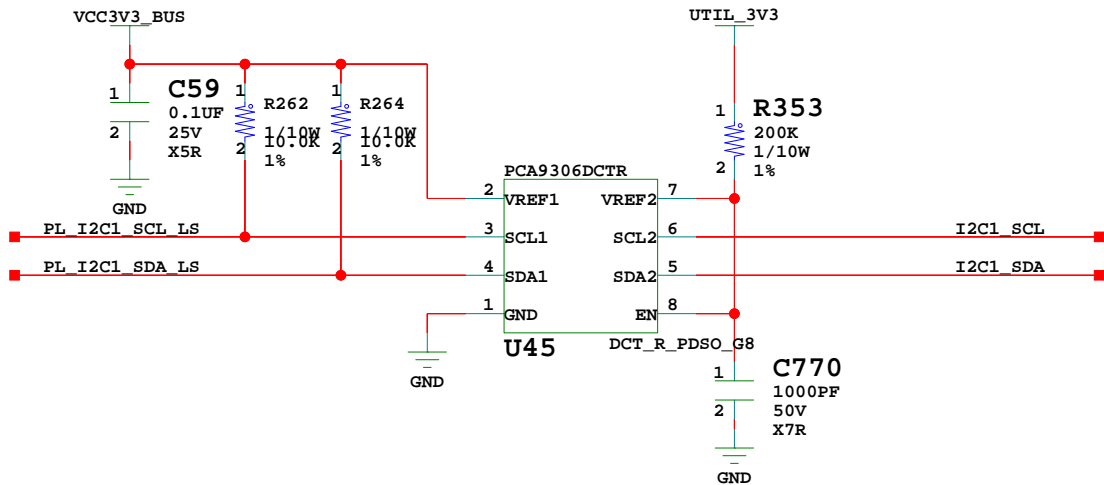 VCC3V3_BUS
UTIL_3V3
1
C59
0.1UF
25V
X5R
2
GND
1
R262
1/10W
10.0K
1%
2
1
R264
1/10W
10.0K
1%
2
1
R353
200K
1/10W
1%
2
PCA9306DCTR
2
VREF1
VREF2
7
PL_I2C1_SCL_LS
3
SCL1
SCL2
6
I2C1_SCL
PL_I2C1_SDA_LS
4
SDA1
SDA2
5
I2C1_SDA
1
GND
EN
8
U45
DCT_R_PDSO_G8
GND
1
C770
1000PF
50V
X7R
2
GND